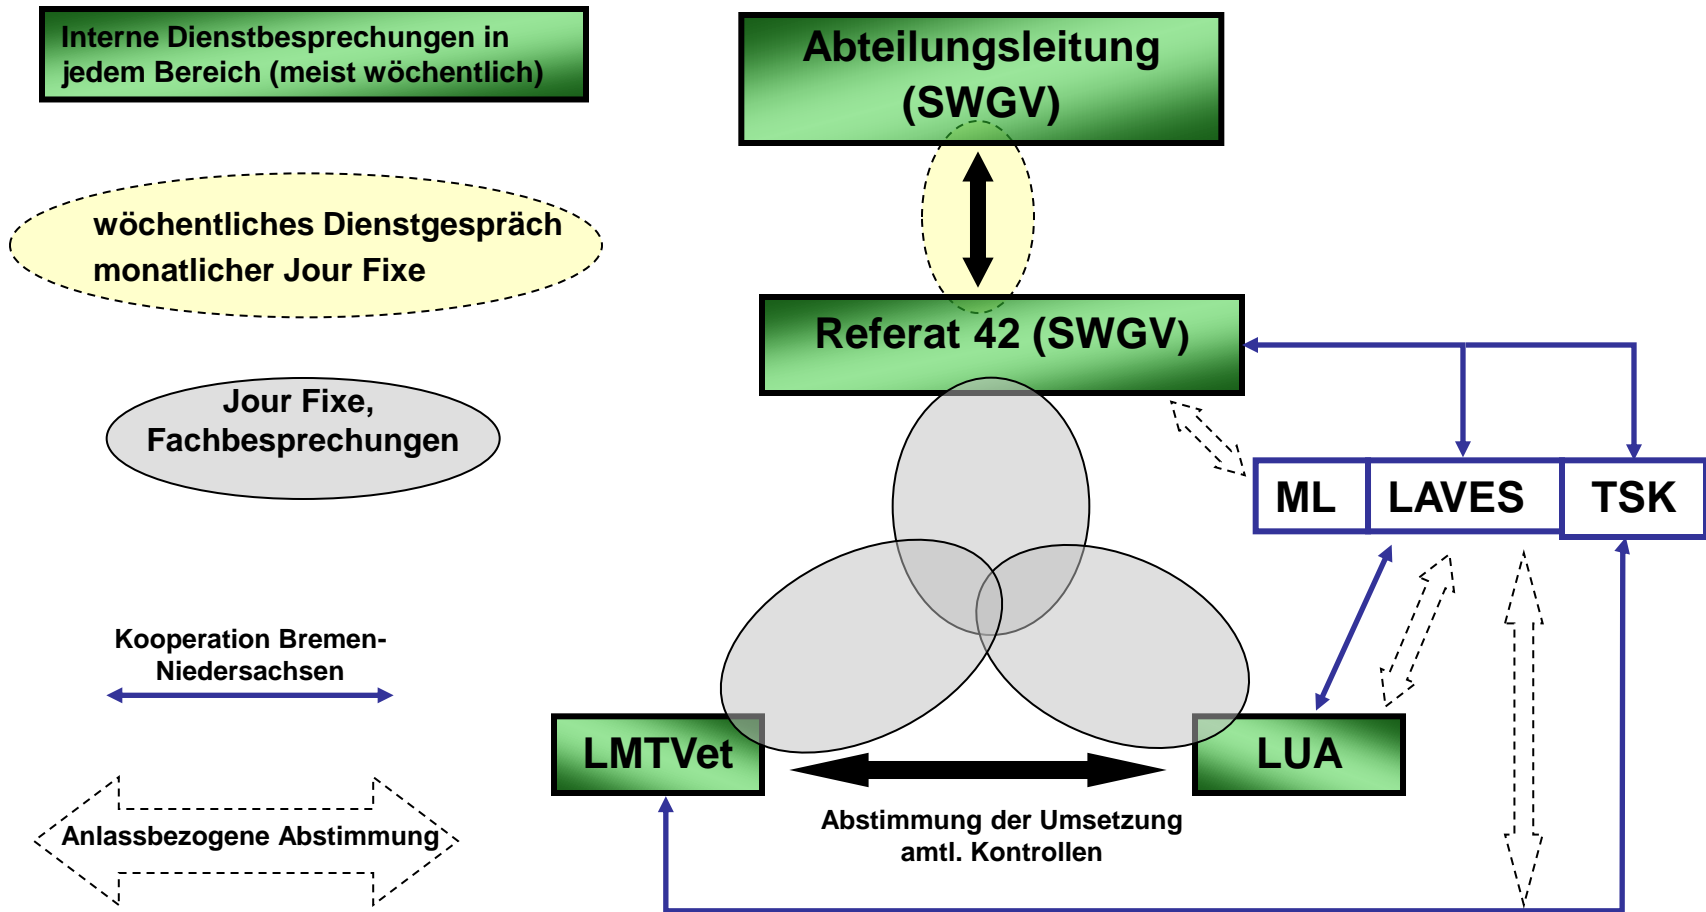 Interne Dienstbesprechungen in
jedem Bereich (meist wöchentlich)
Abteilungsleitung
(SWGV)
wöchentliches Dienstgespräch
monatlicher Jour Fixe
Referat 42 (SWGV)
Jour Fixe,
Fachbesprechungen
ML LAVES TSK
Kooperation Bremen-
Niedersachsen
LMTVet
LUA
Anlassbezogene Abstimmung
Abstimmung der Umsetzung
amtl. Kontrollen